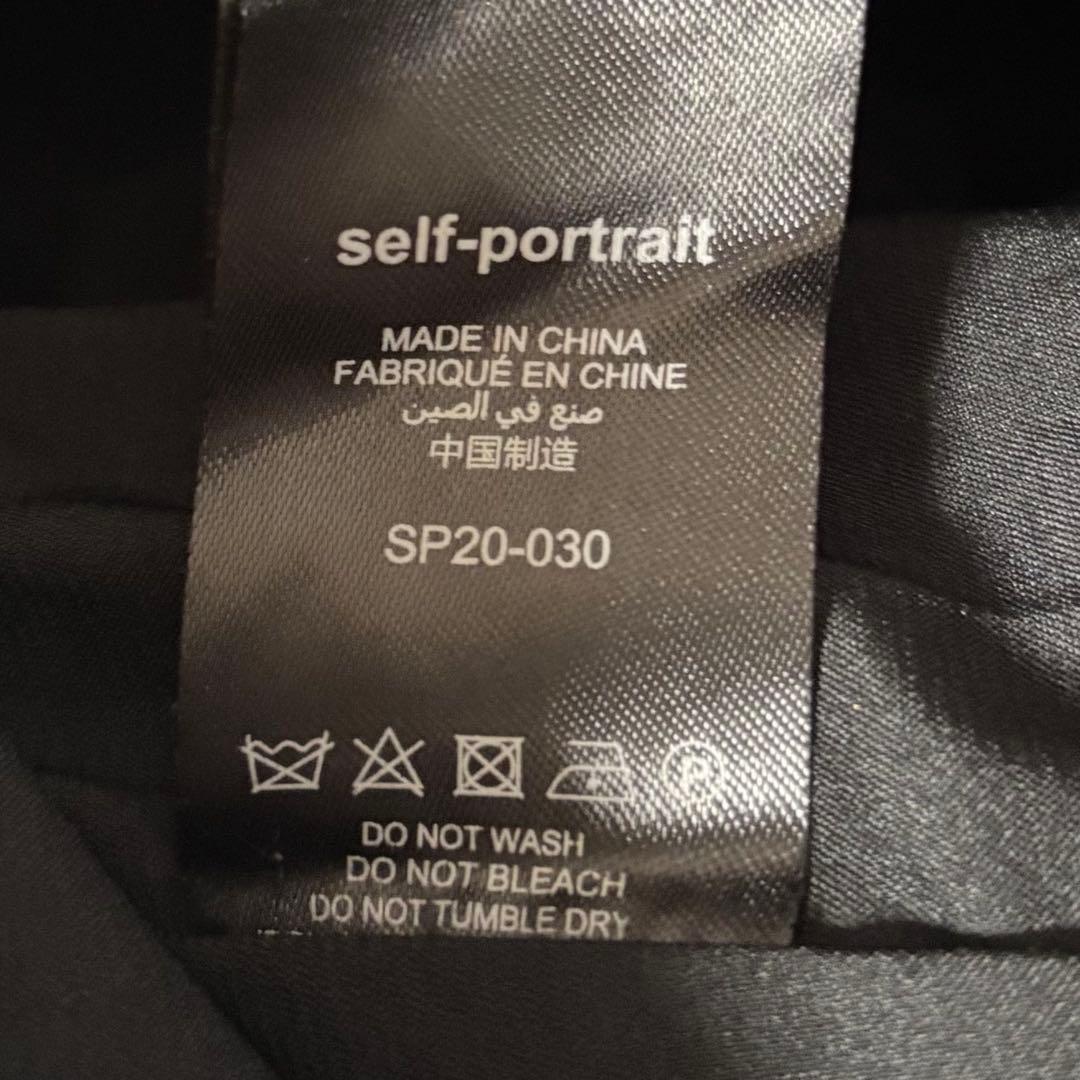 self-portrait
MADE IN CHINA
FABRIQUÉ EN CHINE
صنع في الصين
中国制造
SP20-030
P
DO NOT WASH
DO NOT BLEACH
DO NOT TUMBLE DRY